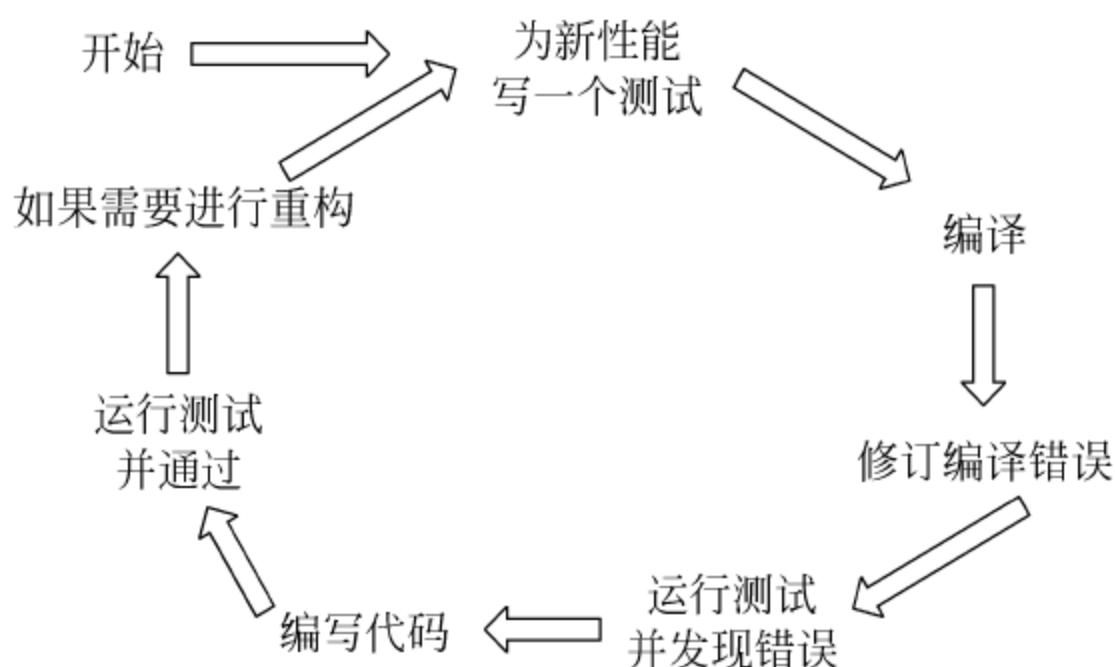 开始
为新性能
写一个测试
编译
修订编译错误
运行测试
并发现错误
编写代码
运行测试
并通过
如果需要进行重构